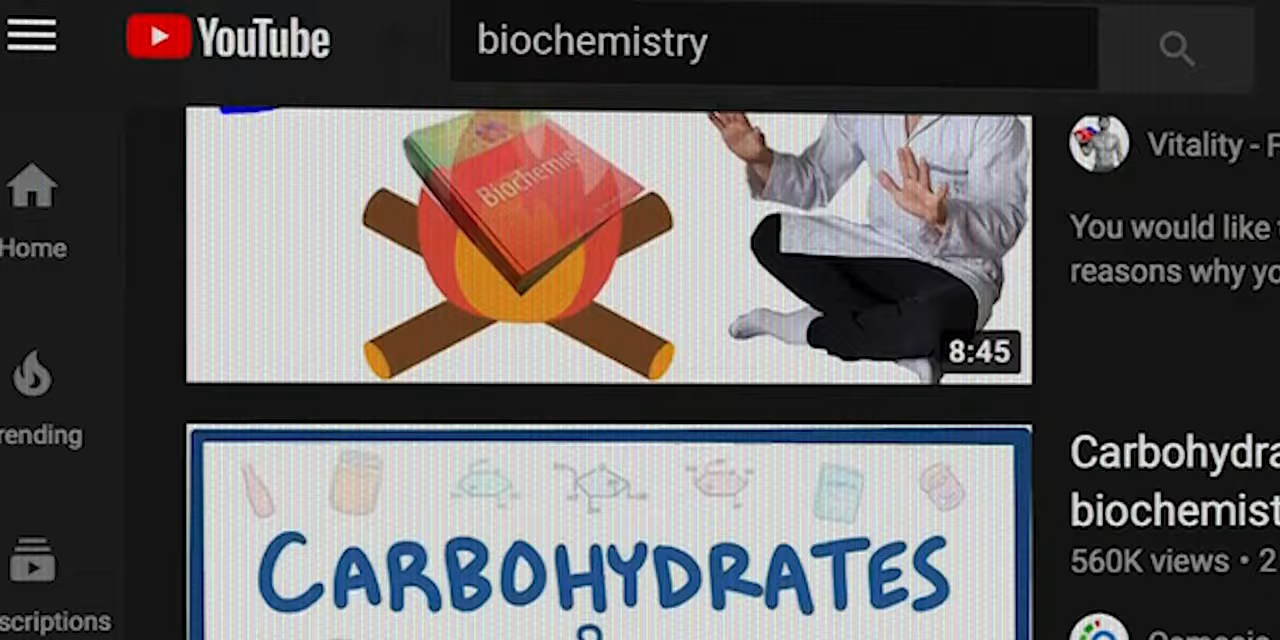 YouTube
biochemistry
Home
Biochemie
Vitality - F
You would like
reasons why yo
8:45
rending
Carbohydra
biochemist
560K views • 2
CARBOHYDRATES
scriptions